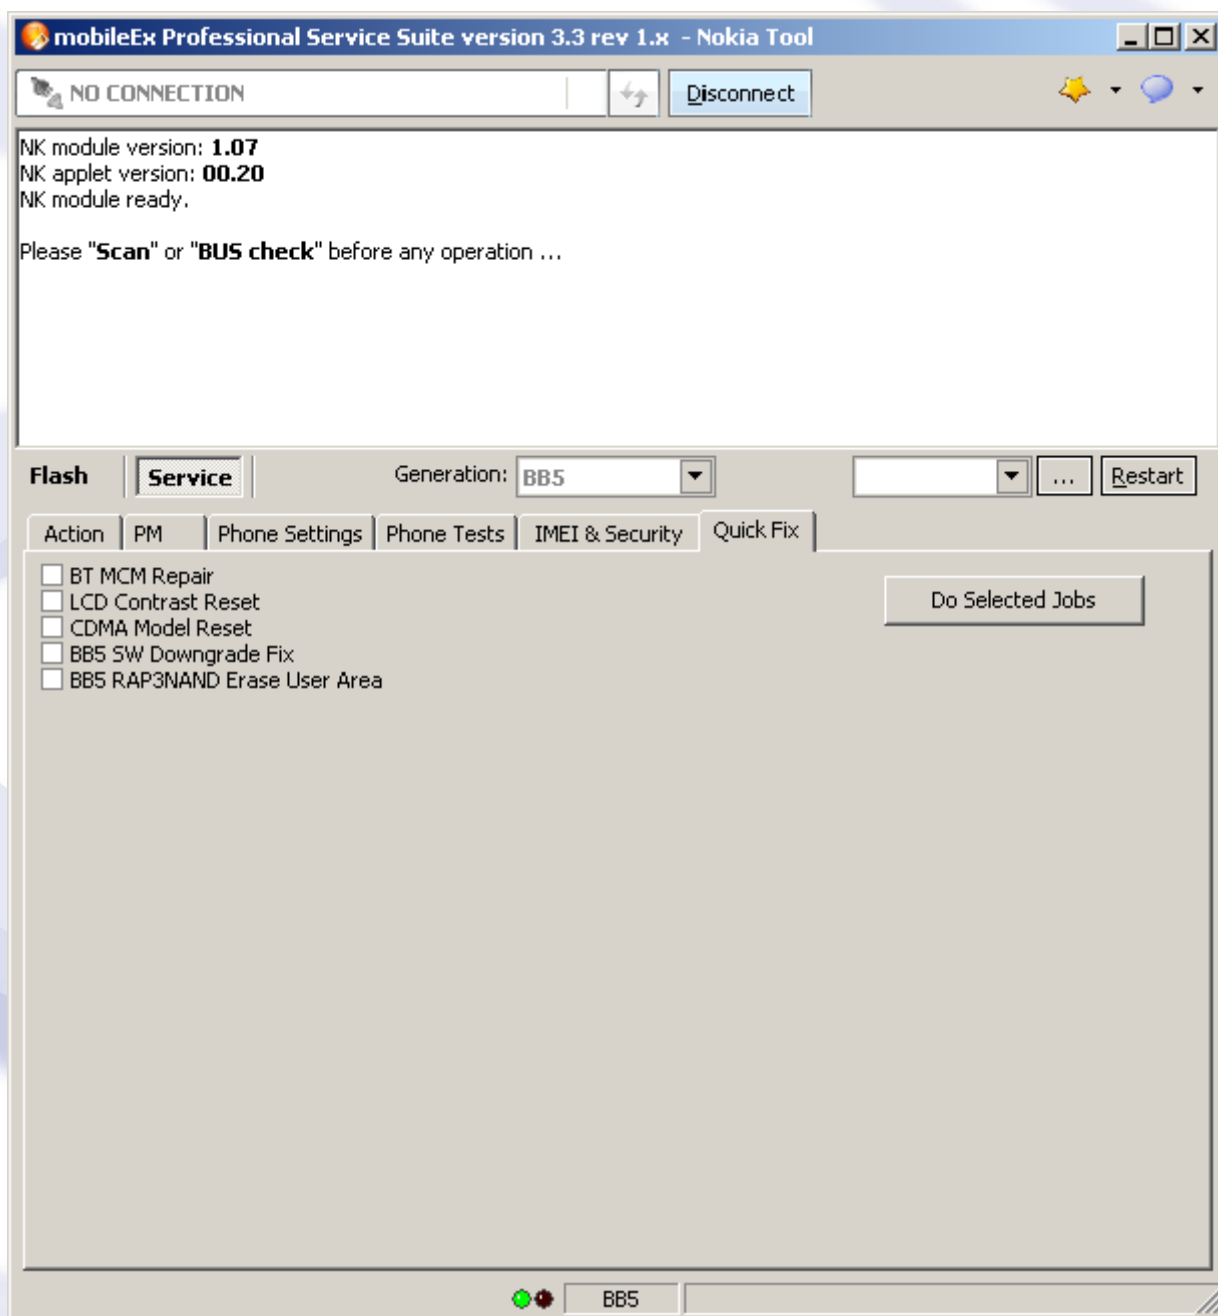 mobileEx Professional Service Suite version 3.3 rev 1.x - Nokia Tool
NO CONNECTION Disconnect
NK module version: 1.07
NK applet version: 00.20
NK module ready.
Please "Scan" or "BUS check" before any operation ...
Flash Service Generation: BB5 ... Restart
Action PM Phone Settings Phone Tests IMEI & Security Quick Fix
BT MCM Repair Do Selected Jobs
LCD Contrast Reset
CDMA Model Reset
BB5 SW Downgrade Fix
BB5 RAP3NAND Erase User Area
BB5